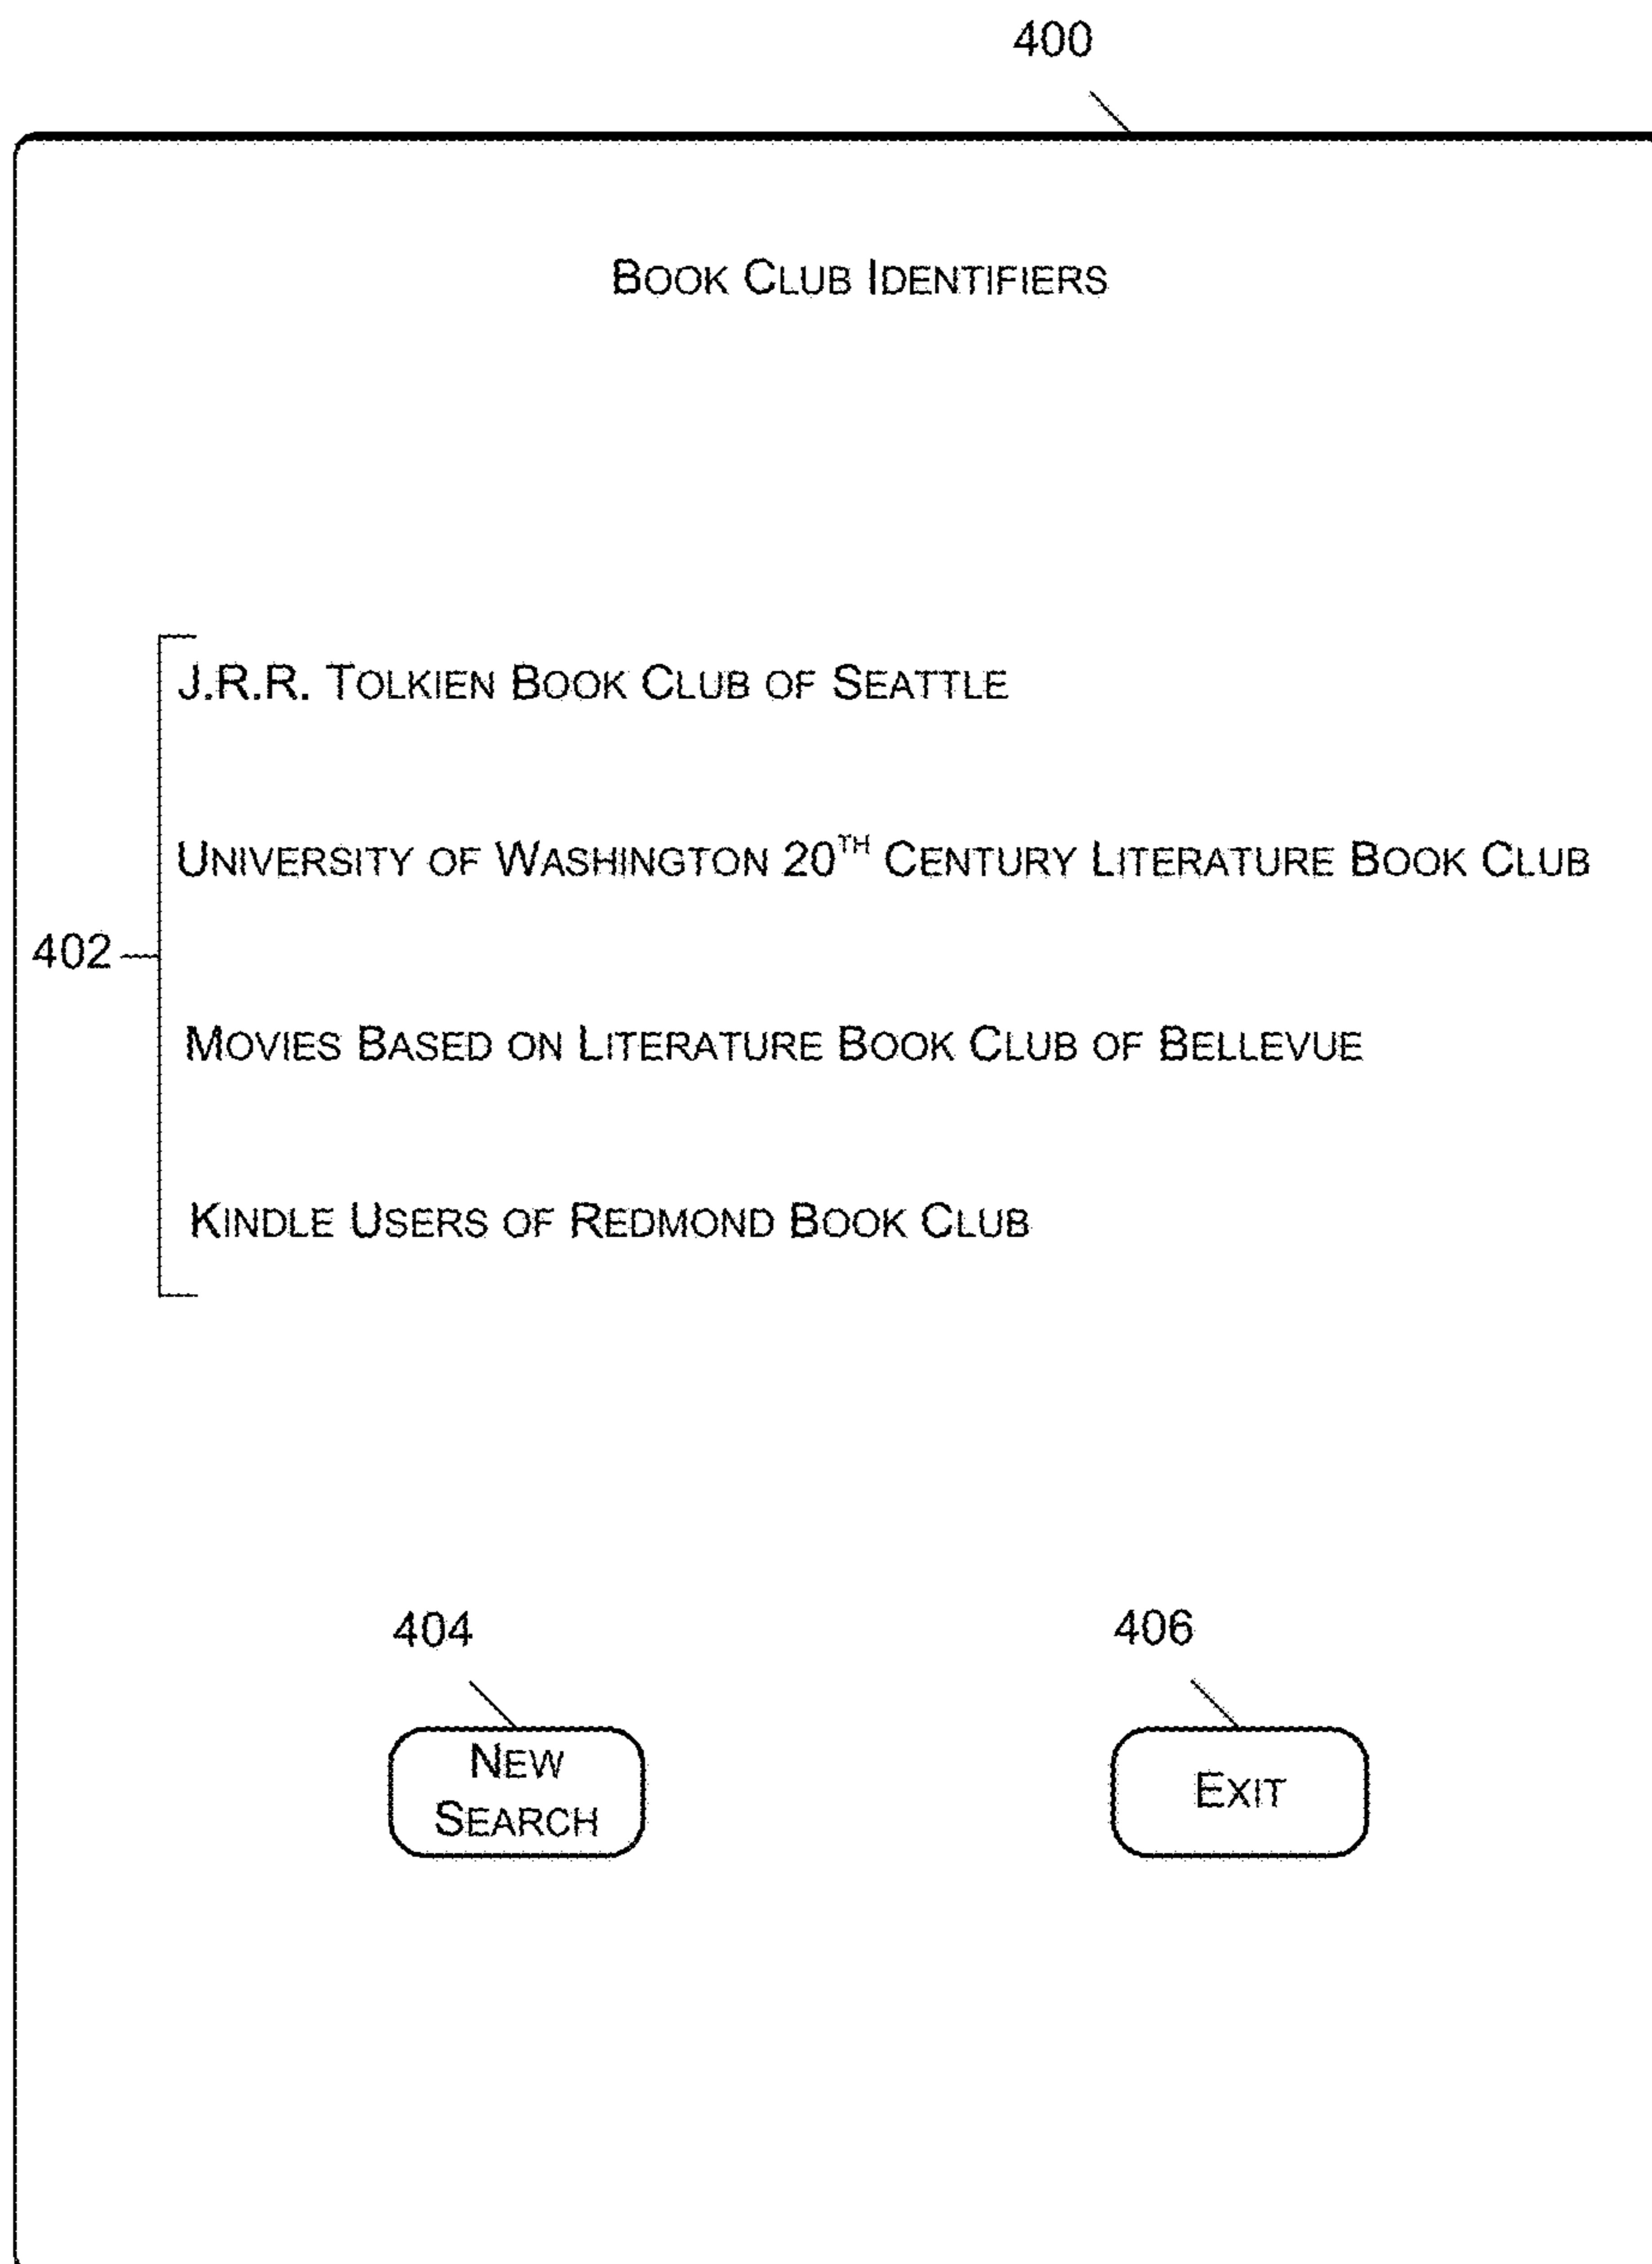 400
BOOK CLUB IDENTIFIERS
J.R.R. TOLKIEN BOOK CLUB OF SEATTLE
UNIVERSITY OF WASHINGTON 20TH CENTURY LITERATURE BOOK CLUB
402
MOVIES BASED ON LITERATURE BOOK CLUB OF BELLEVUE
KINDLE USERS OF REDMOND BOOK CLUB
404
406
NEW
SEARCH
EXIT